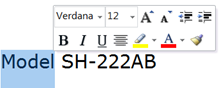 Verdana 12 A A
B I U A
Model SH-222AB